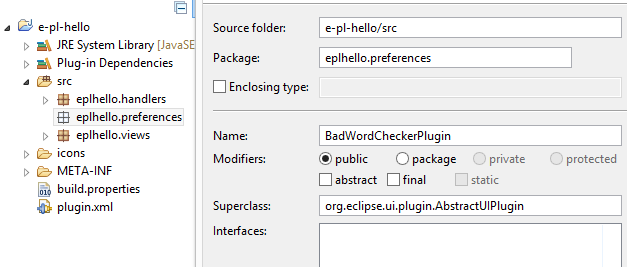 e-pl-hello
JRE System Library [JavaSE
Plug-in Dependencies
src
eplhello.handlers
eplhello.preferences
eplhello.views
icons
META-INF
build.properties
plugin.xml
Source folder: e-pl-hello/src
Package: eplhello.preferences
Enclosing type:
Name: BadWordCheckerPlugin
Modifiers: public package private protected
abstract final static
Superclass: org.eclipse.ui.plugin.AbstractUIPlugin
Interfaces: